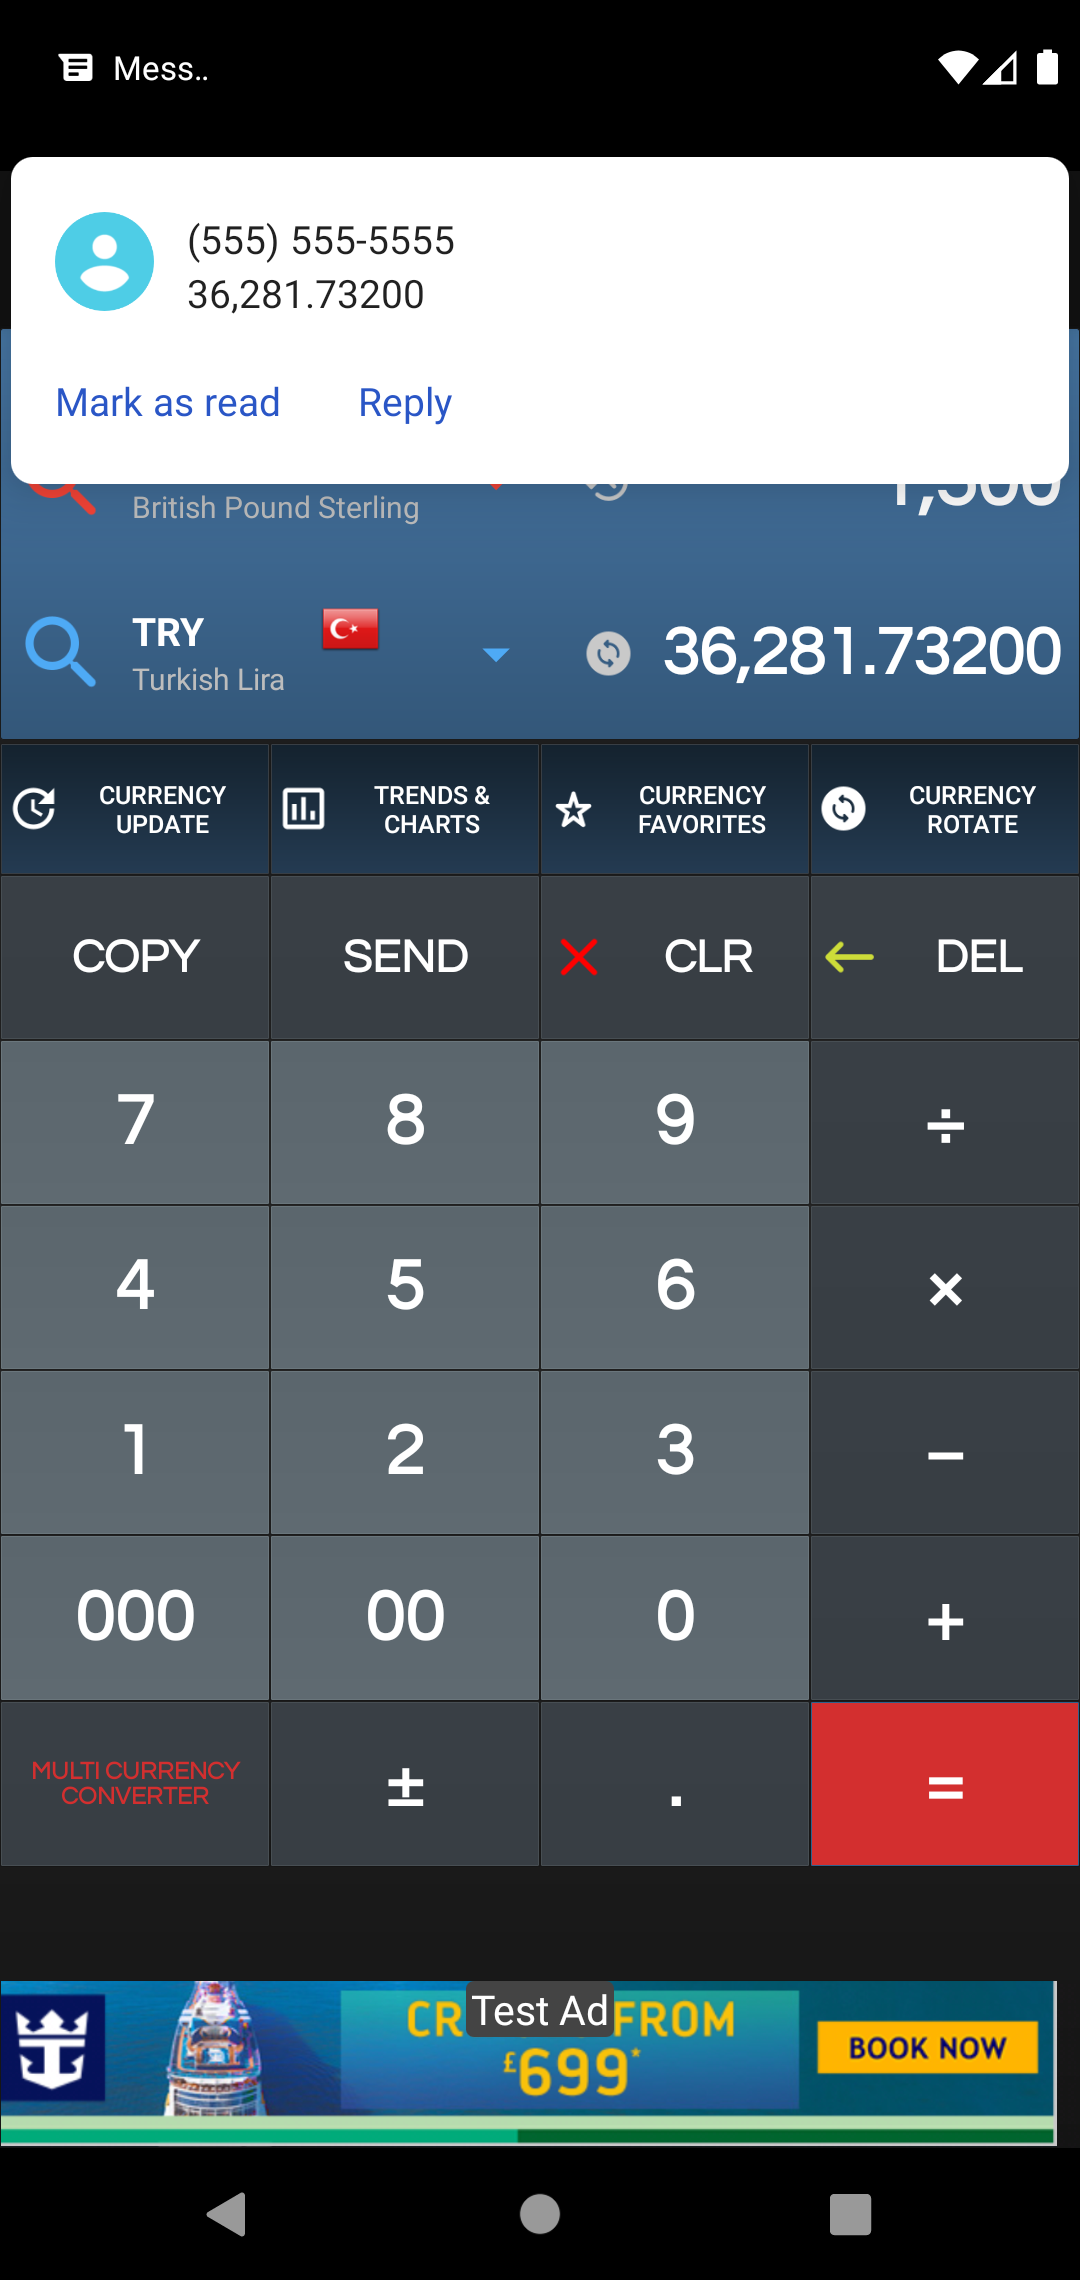 Mess..
(555) 555-5555
36,281.73200
Mark as read
Reply
British Pound Sterling
1,500
TRY
Turkish Lira
36,281.73200
CURRENCY
UPDATE
TRENDS &
CHARTS
CURRENCY
FAVORITES
CURRENCY
ROTATE
COPY
SEND
CLR
DEL
7
8
9
÷
4
5
6
×
1
2
3
−
000
00
0
+
MULTI CURRENCY
CONVERTER
±
.
=
Test Ad
FROM
£699*
BOOK NOW